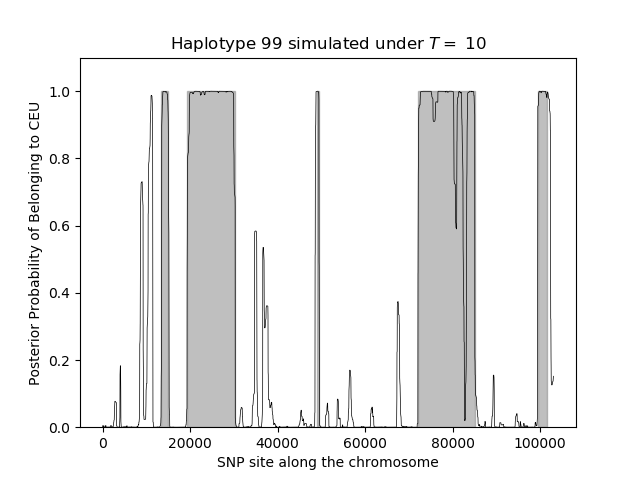 Haplotype 99 simulated under T = 10
Posterior Probability of Belonging to CEU
1.0
0.8
0.6
0.4
0.2
0.0
0 20000 40000 60000 80000 100000
SNP site along the chromosome